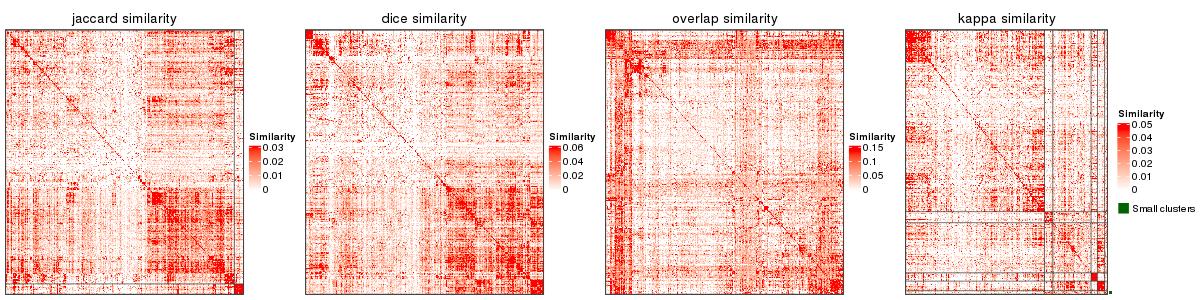 jaccard similarity
Similarity
0.03
0.02
0.01
0
dice similarity
Similarity
0.06
0.04
0.02
0
overlap similarity
Similarity
0.15
0.1
0.05
0
kappa similarity
Similarity
0.05
0.04
0.03
0.02
0.01
0
Small clusters